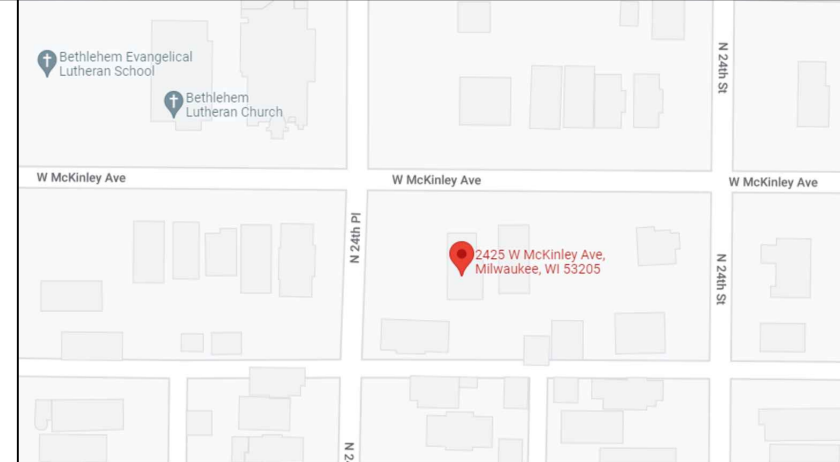 Bethlehem Evangelical
Lutheran School
Bethlehem
Lutheran Church
N 24th St
W McKinley Ave
W McKinley Ave
W McKinley Ave
N 24th Pl
2425 W McKinley Ave,
Milwaukee, WI 53205
N 24th St
N 2